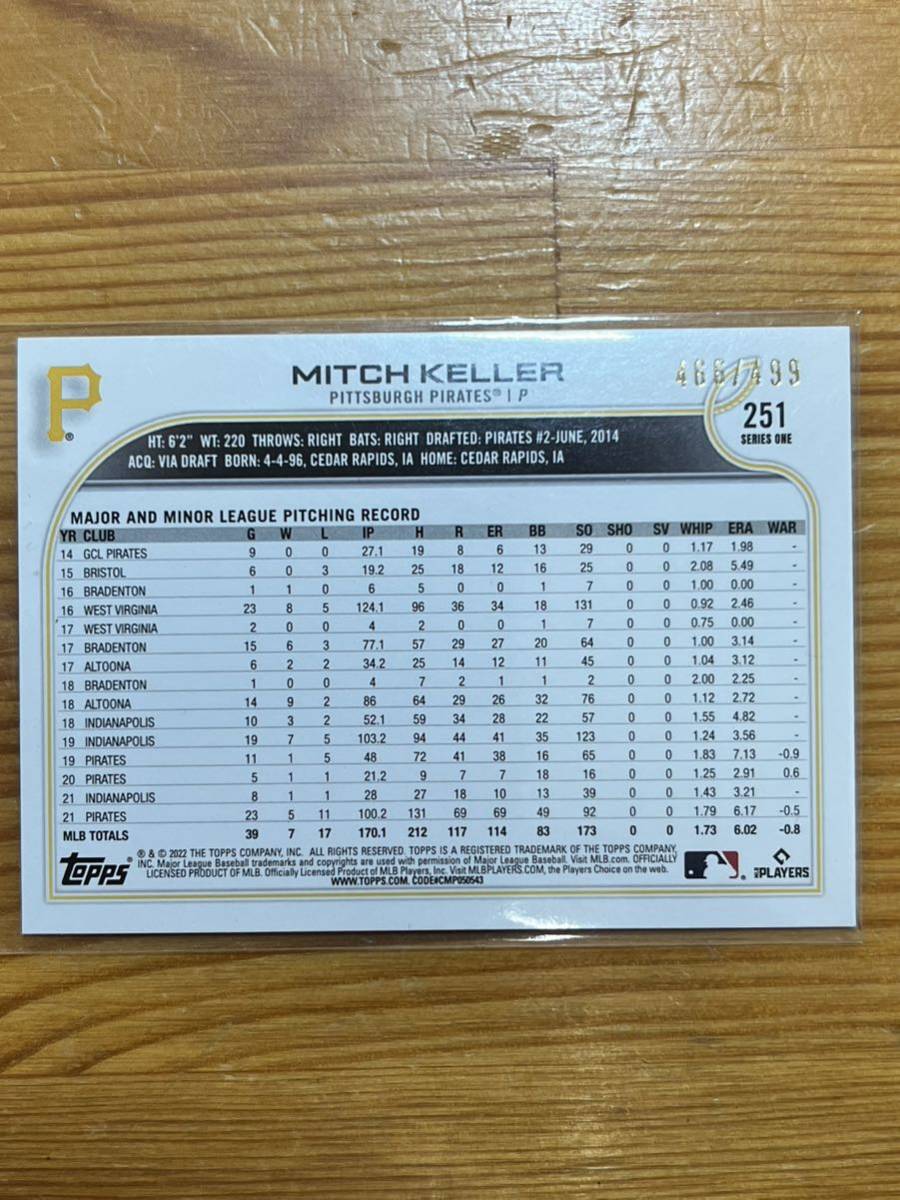 P
MITCH KELLER
PITTSBURGH PIRATES® | P
466/499
251
SERIES ONE
HT: 6'2" WT: 220 THROWS: RIGHT BATS: RIGHT DRAFTED: PIRATES #2-JUNE, 2014
ACQ: VIA DRAFT BORN: 4-4-96, CEDAR RAPIDS, IA HOME: CEDAR RAPIDS, IA
MAJOR AND MINOR LEAGUE PITCHING RECORD
YR CLUB G W L IP H R ER BB SO SHO SV WHIP ERA WAR
14 GCL PIRATES 9 0 0 27.1 19 8 6 13 29 0 0 1.17 1.98 -
15 BRISTOL 6 0 3 19.2 25 18 12 16 25 0 0 2.08 5.49 -
16 BRADENTON 1 1 0 6 5 0 0 1 7 0 0 1.00 0.00 -
16 WEST VIRGINIA 23 8 5 124.1 96 36 34 18 131 0 0 0.92 2.46 -
17 WEST VIRGINIA 2 0 0 4 2 0 0 1 7 0 0 0.75 0.00 -
17 BRADENTON 15 6 3 77.1 57 29 27 20 64 0 0 1.00 3.14 -
17 ALTOONA 6 2 2 34.2 25 14 12 11 45 0 0 1.04 3.12 -
18 BRADENTON 1 0 0 4 7 2 1 1 2 0 0 2.00 2.25 -
18 ALTOONA 14 9 2 86 64 29 26 32 76 0 0 1.12 2.72 -
18 INDIANAPOLIS 10 3 2 52.1 59 34 28 22 57 0 0 1.55 4.82 -
19 INDIANAPOLIS 19 7 5 103.2 94 44 41 35 123 0 0 1.24 3.56 -
19 PIRATES 11 1 5 48 72 41 38 16 65 0 0 1.83 7.13 -0.9
20 PIRATES 5 1 1 21.2 9 7 7 18 16 0 0 1.25 2.91 0.6
21 INDIANAPOLIS 8 1 1 28 27 18 10 13 39 0 0 1.43 3.21 -
21 PIRATES 23 5 11 100.2 131 69 69 49 92 0 0 1.79 6.17 -0.5
MLB TOTALS 39 7 17 170.1 212 117 114 83 173 0 0 1.73 6.02 -0.8
Topps®
® & © 2022 THE TOPPS COMPANY, INC. ALL RIGHTS RESERVED. TOPPS IS A REGISTERED TRADEMARK OF THE TOPPS COMPANY,
INC. Major League Baseball trademarks and copyrights are used with permission of Major League Baseball. Visit MLB.com. OFFICIALLY
LICENSED PRODUCT OF MLB. Officially Licensed Product of MLB Players, Inc. Visit MLBPLAYERS.COM, the Players Choice on the web.
WWW.TOPPS.COM. CODE#CMP050543
MLB PLAYERS